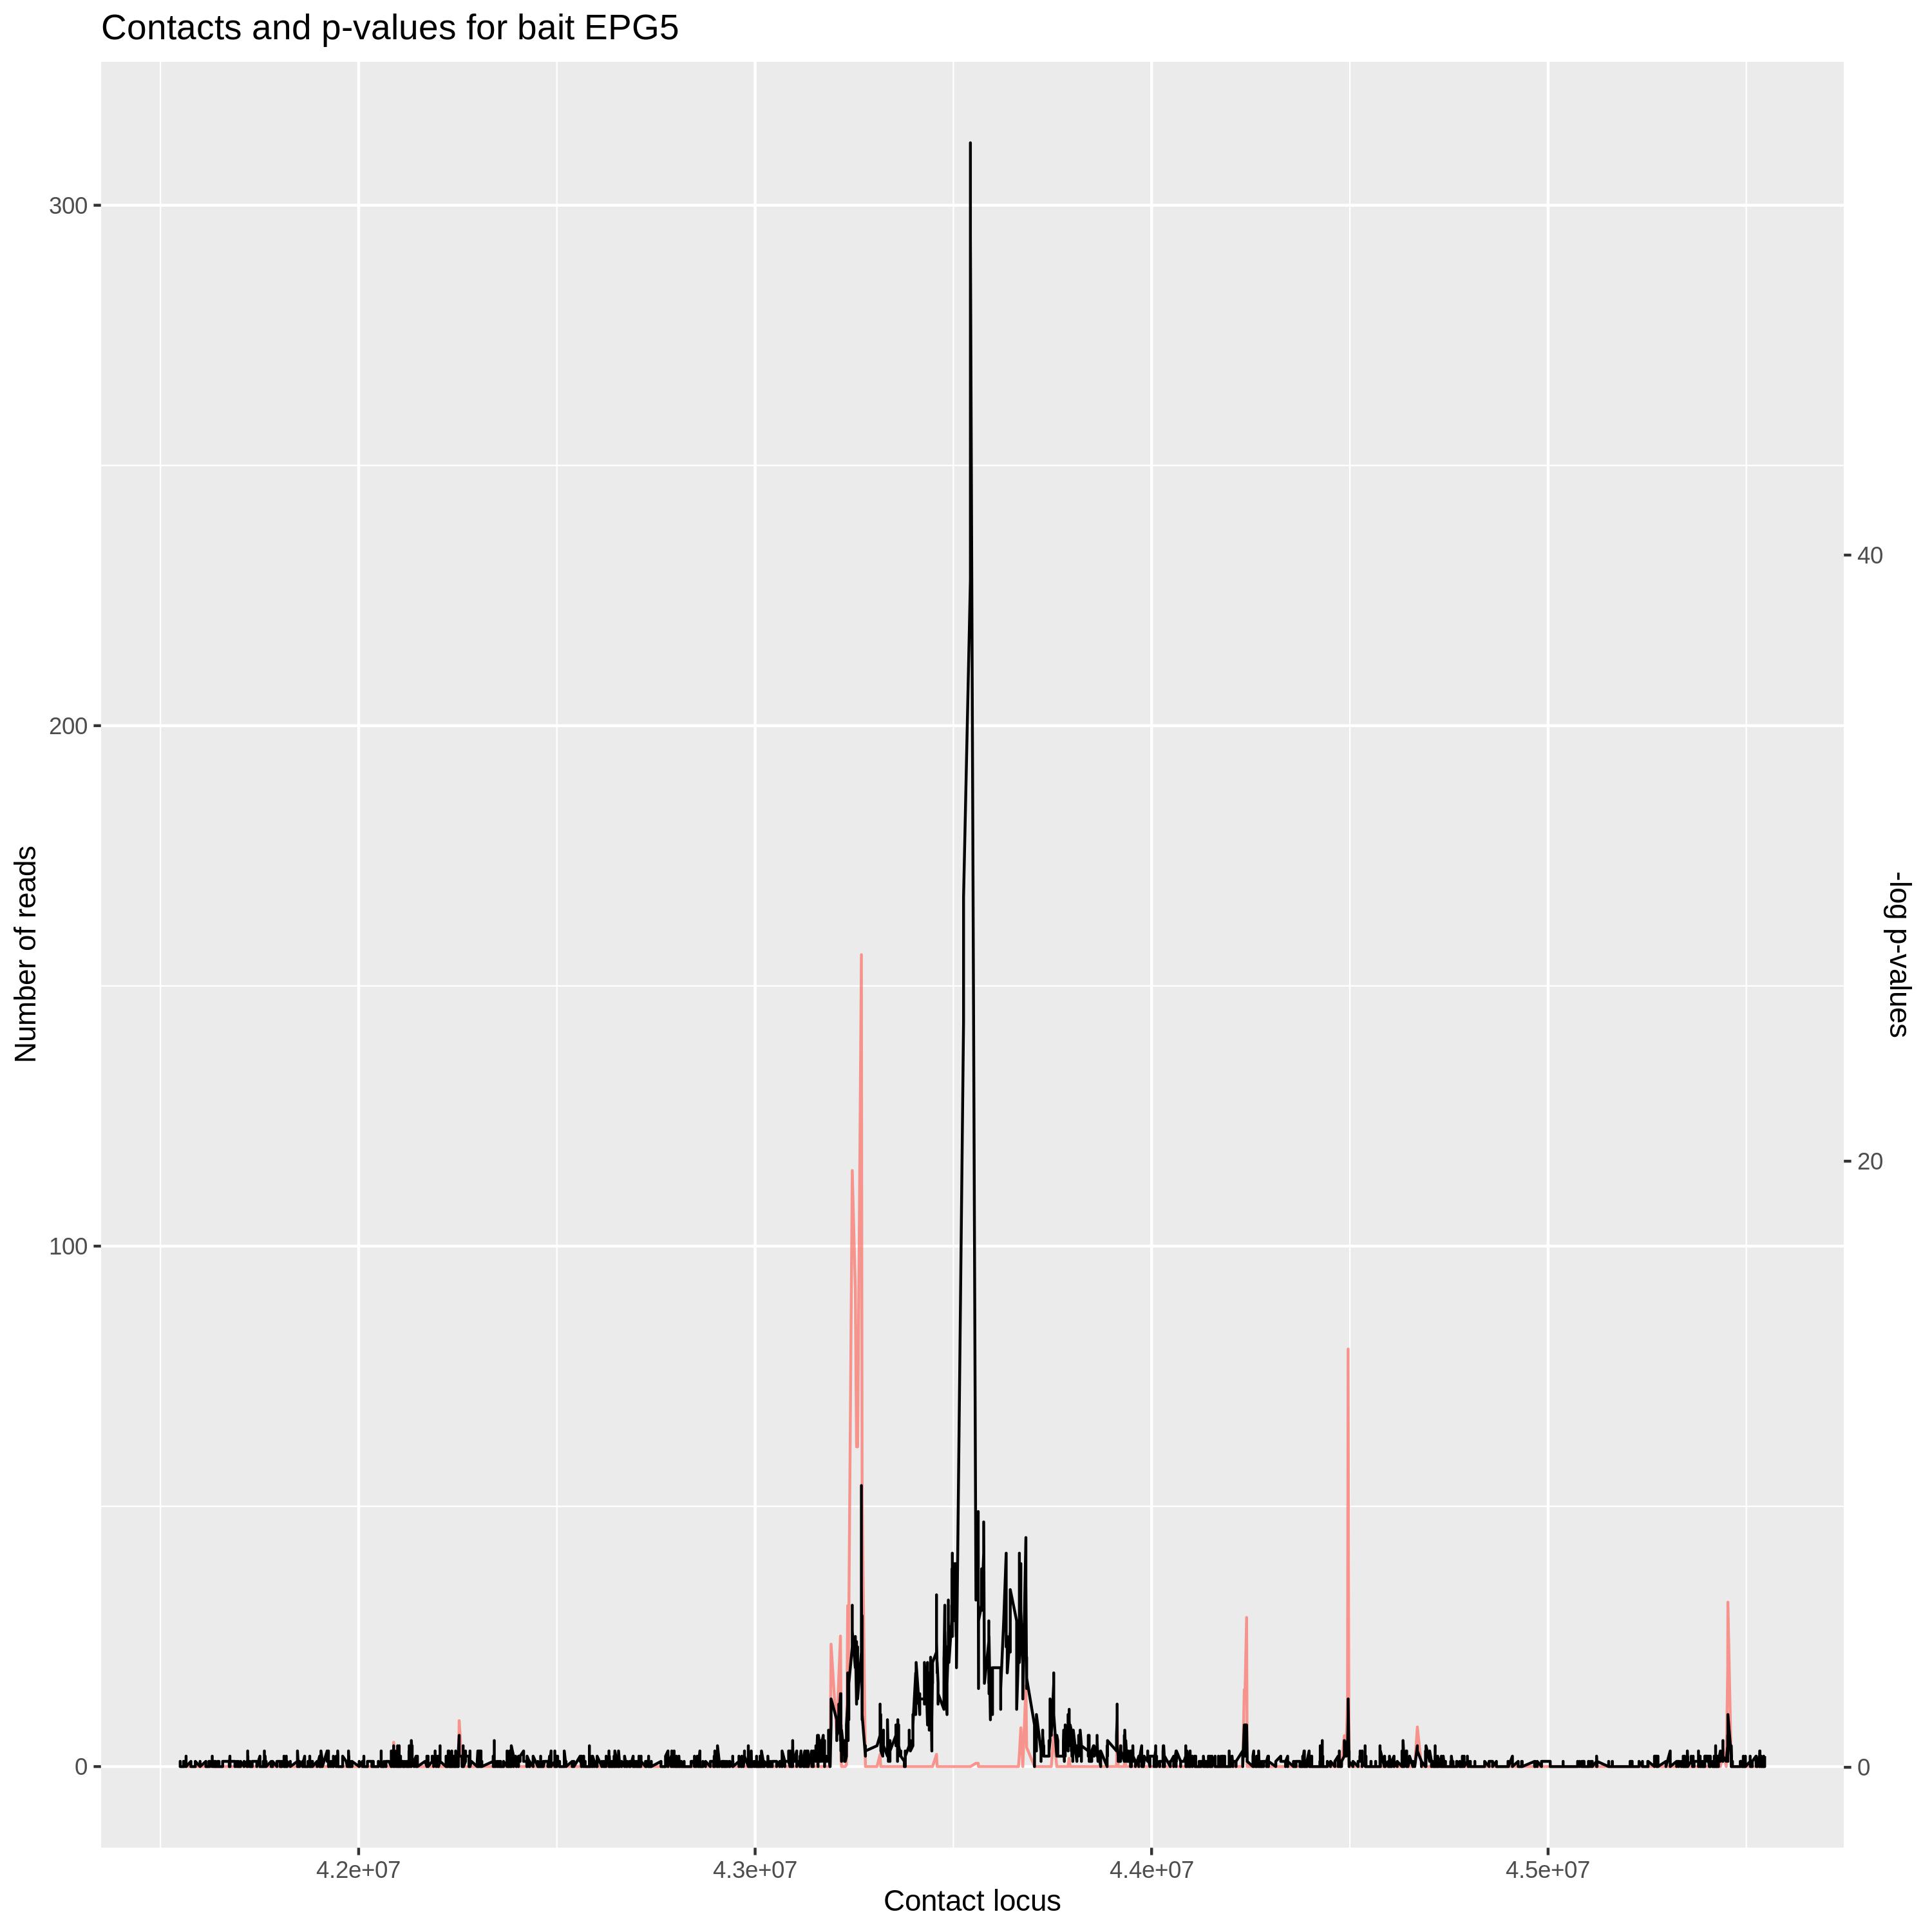 Contacts and p-values for bait EPG5
Number of reads
300
200
100
0
-log p-values
40
20
0
4.2e+07
4.3e+07
4.4e+07
4.5e+07
Contact locus